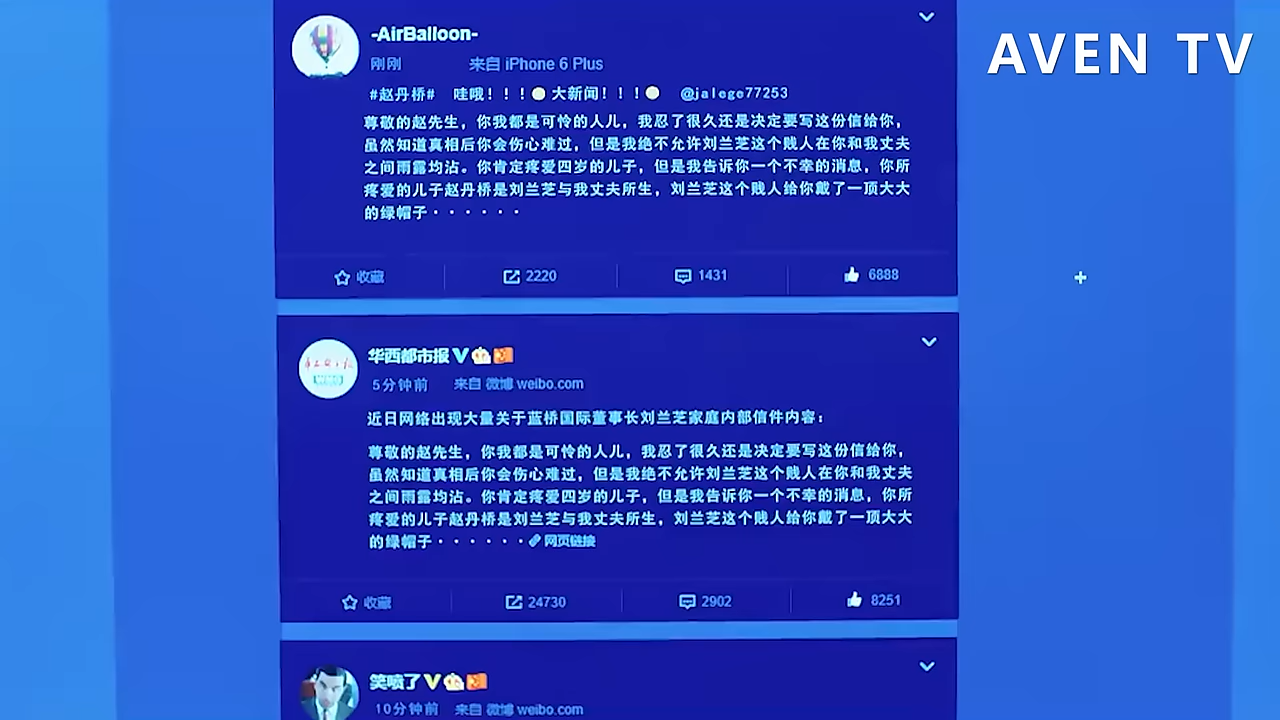 AVEN TV
-AirBalloon-
刚刚 来自 iPhone 6 Plus
#赵丹桥# 哇哦！！！ 大新闻！！！ @jalege77253
尊敬的赵先生，你我都是可怜的人儿，我忍了很久还是决定要写这份信给你，
虽然知道真相后你会伤心难过，但是我绝不允许刘兰芝这个贱人在你和我丈夫
之间雨露均沾。你肯定疼爱四岁的儿子，但是我告诉你一个不幸的消息，你所
疼爱的儿子赵丹桥是刘兰芝与我丈夫所生，刘兰芝这个贱人给你戴了一顶大大
的绿帽子······
收藏 2220 1431 6888
华西都市报
5分钟前 来自 微博 weibo.com
近日网络出现大量关于蓝桥国际董事长刘兰芝家庭内部信件内容：
尊敬的赵先生，你我都是可怜的人儿，我忍了很久还是决定要写这份信给你，
虽然知道真相后你会伤心难过，但是我绝不允许刘兰芝这个贱人在你和我丈夫
之间雨露均沾。你肯定疼爱四岁的儿子，但是我告诉你一个不幸的消息，你所
疼爱的儿子赵丹桥是刘兰芝与我丈夫所生，刘兰芝这个贱人给你戴了一顶大大
的绿帽子······网页链接
收藏 24730 2902 8251
笑喷了
10分钟前 来自 微博 weibo.com